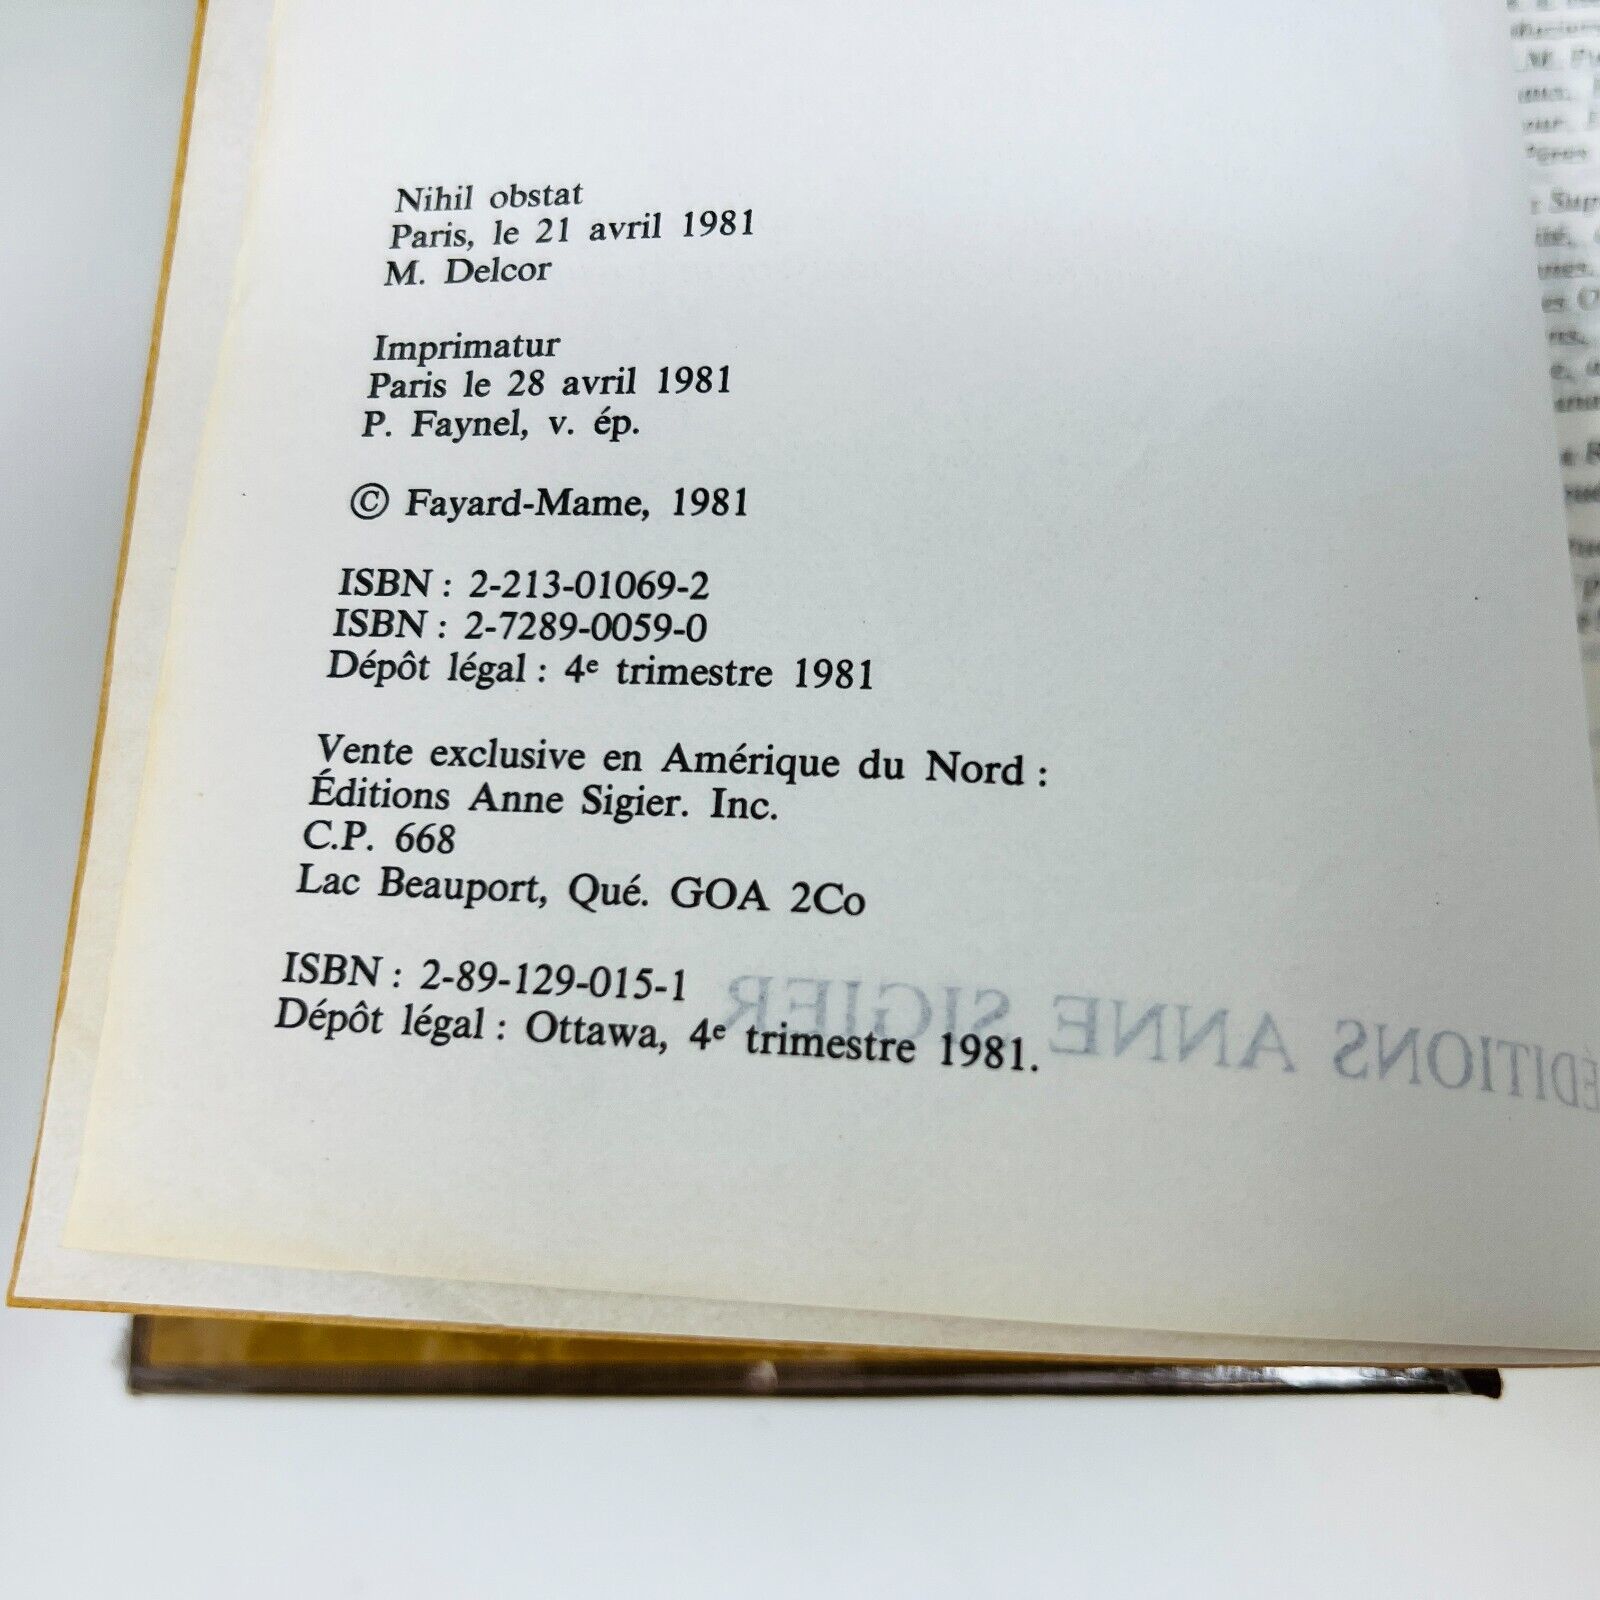 Nihil obstat
Paris, le 21 avril 1981
M. Delcor
Imprimatur
Paris le 28 avril 1981
P. Faynel, v. ép.
© Fayard-Mame, 1981
ISBN : 2-213-01069-2
ISBN : 2-7289-0059-0
Dépôt légal : 4e trimestre 1981
Vente exclusive en Amérique du Nord :
Éditions Anne Sigier. Inc.
C.P. 668
Lac Beauport, Qué. GOA 2Co
ISBN : 2-89-129-015-1
Dépôt légal : Ottawa, 4e trimestre 1981.
ÉDITIONS ANNE SIGIER